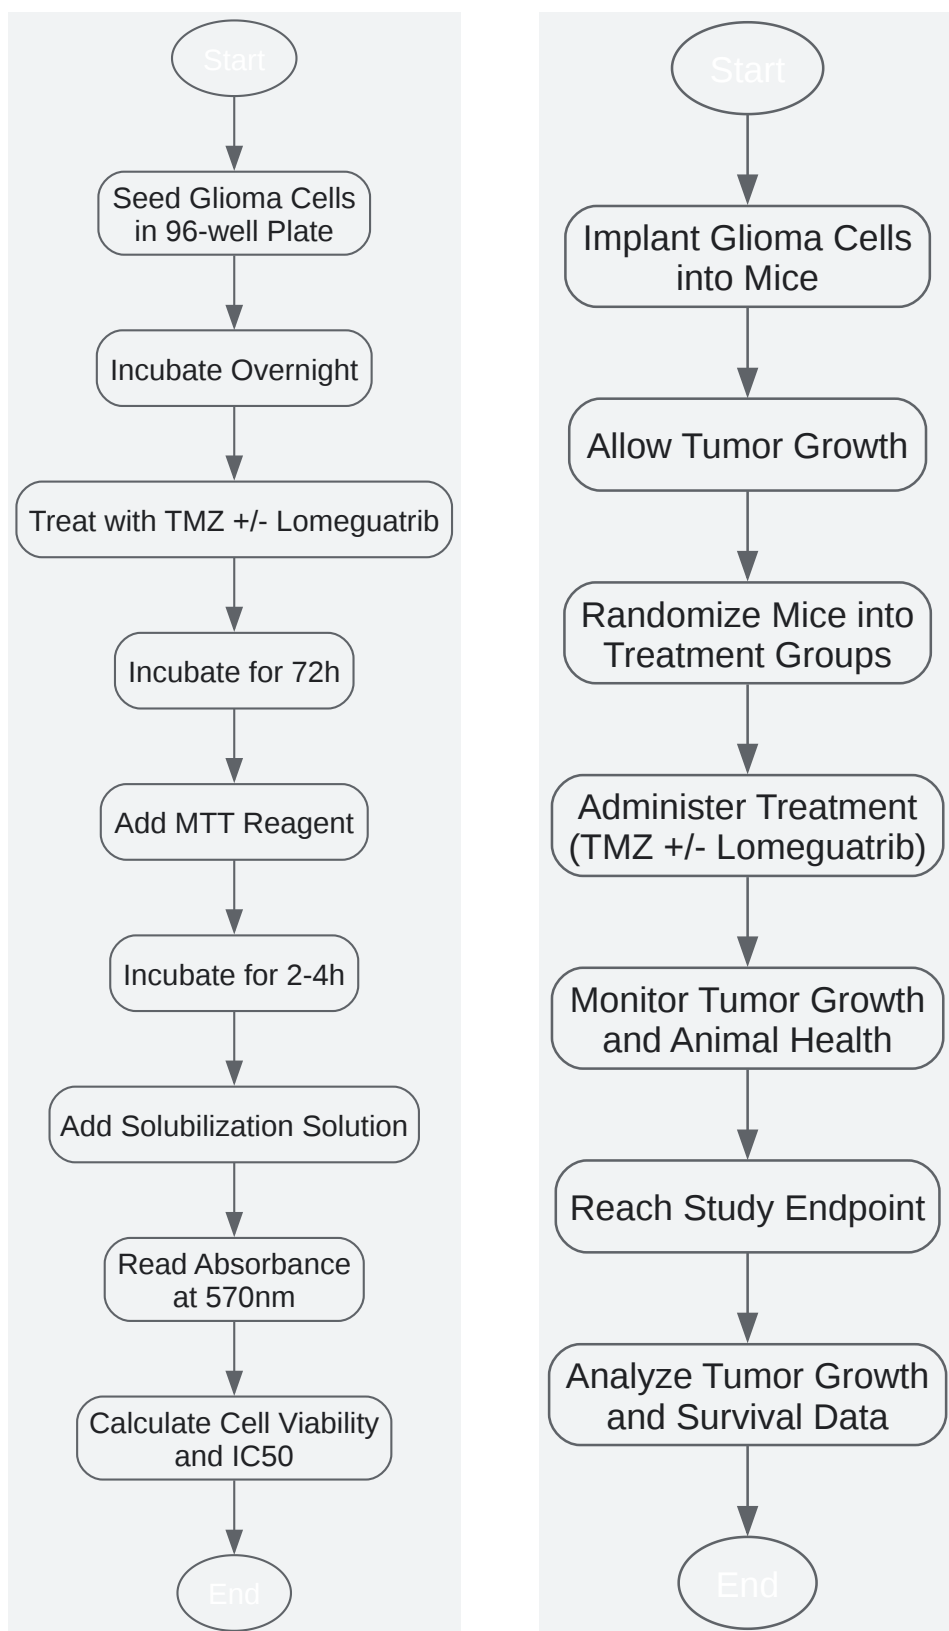 Start
Seed Glioma Cells
in 96-well Plate
Incubate Overnight
Treat with TMZ +/- Lomeguatrib
Incubate for 72h
Add MTT Reagent
Incubate for 2-4h
Add Solubilization Solution
Read Absorbance
at 570nm
Calculate Cell Viability
and IC50
End
Start
Implant Glioma Cells
into Mice
Allow Tumor Growth
Randomize Mice into
Treatment Groups
Administer Treatment
(TMZ +/- Lomeguatrib)
Monitor Tumor Growth
and Animal Health
Reach Study Endpoint
Analyze Tumor Growth
and Survival Data
End